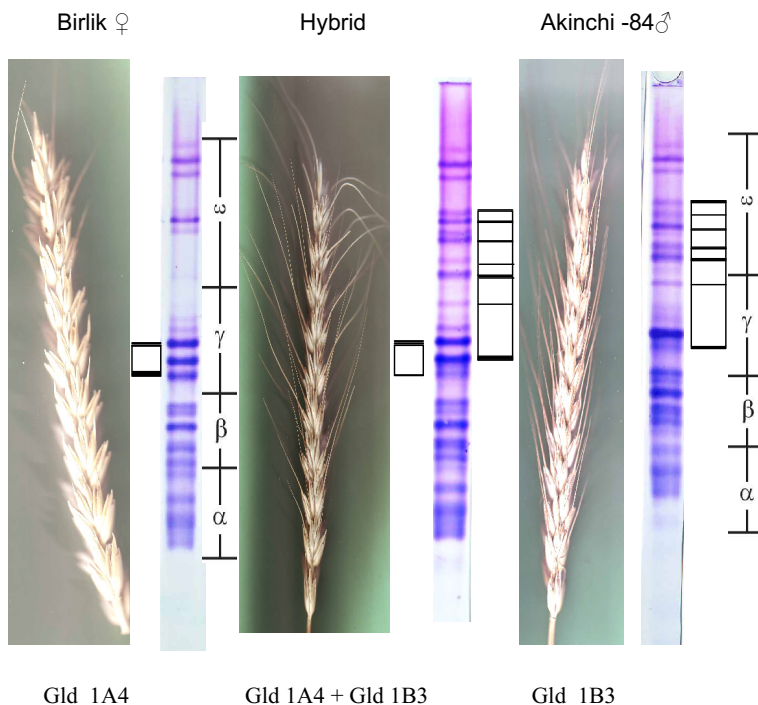 Birlik ♀ Hybrid Akinchi -84♂
ε ε
γ γ
β β
α α
Gld 1A4 Gld 1A4 + Gld 1B3 Gld 1B3